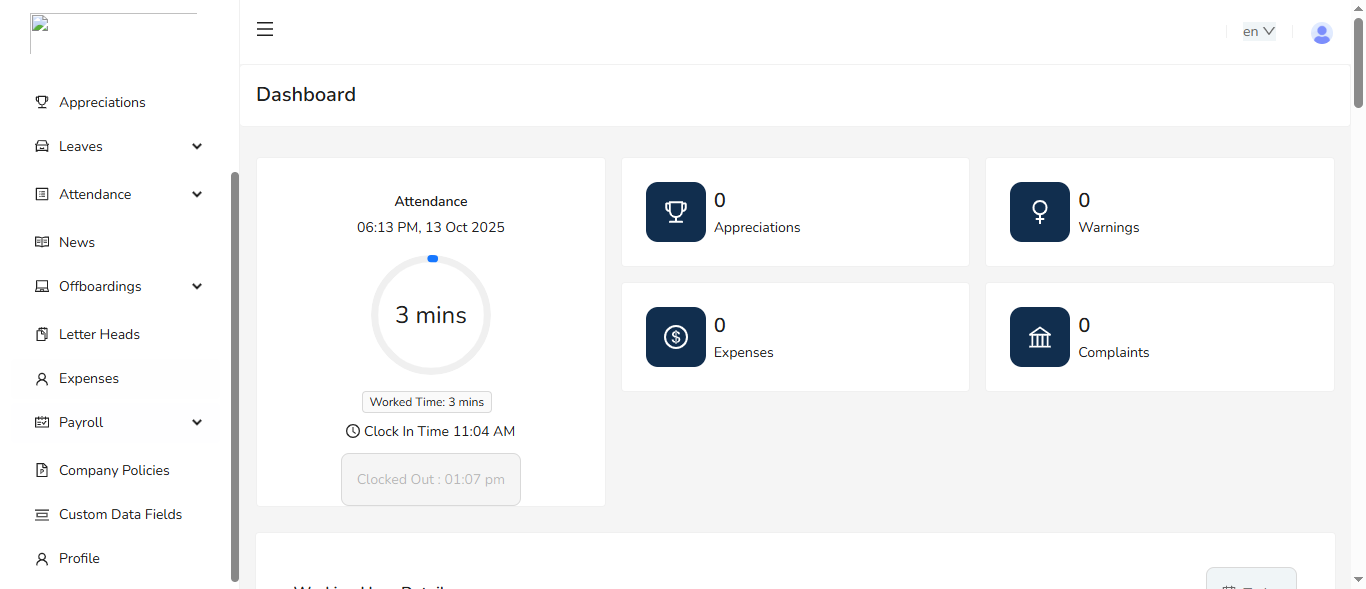 en
Appreciations
Leaves
Attendance
News
Offboardings
Letter Heads
Expenses
Payroll
Company Policies
Custom Data Fields
Profile
Dashboard
Attendance
06:13 PM, 13 Oct 2025
3 mins
Worked Time: 3 mins
Clock In Time 11:04 AM
Clocked Out : 01:07 pm
0
Appreciations
0
Warnings
$
0
Expenses
0
Complaints